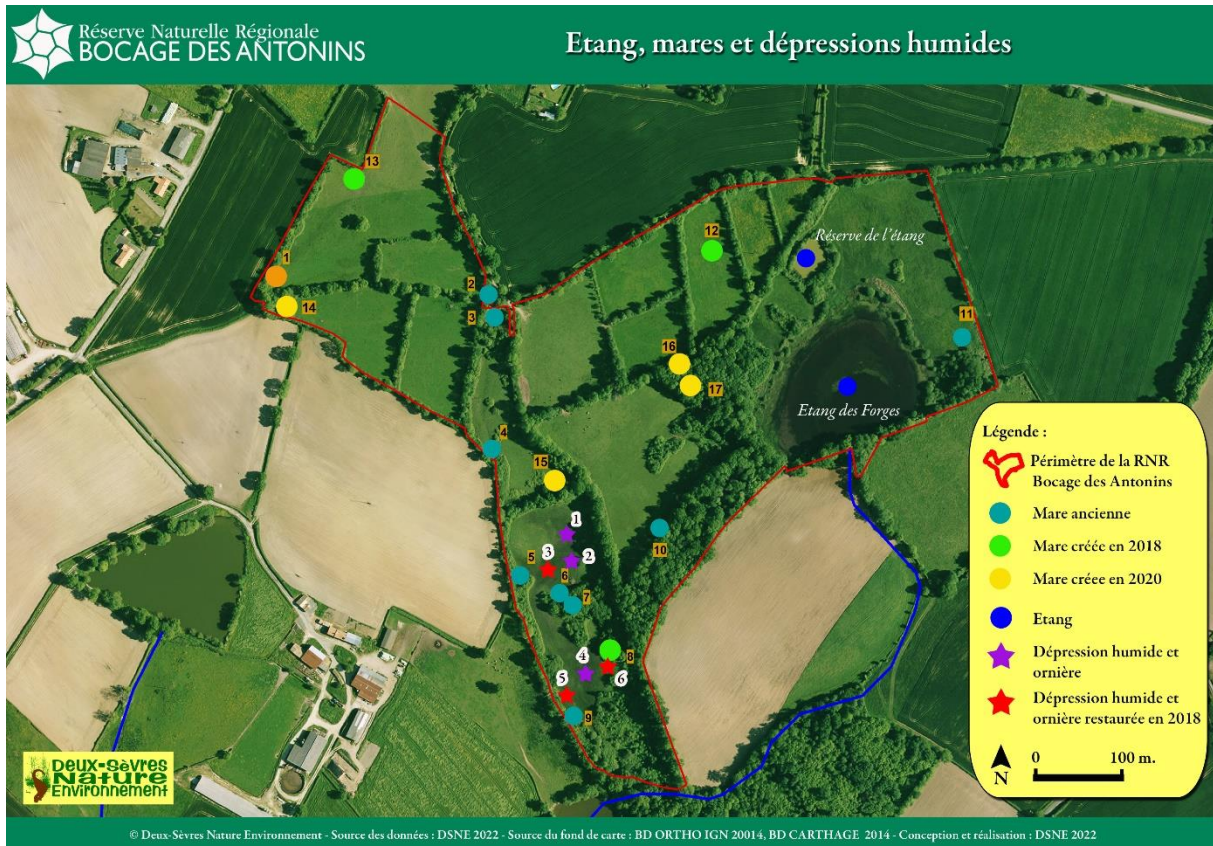 Réserve Naturelle Régionale
BOCAGE DES ANTONINS
Etang, mares et dépressions humides
13
12
Réserve de l'étang
1
2
14
3
11
16
17
Etang des Forges
4
15
1
2
3
5
6
10
7
8
4
6
5
9
Légende :
Périmètre de la RNR
Bocage des Antonins
Mare ancienne
Mare créée en 2018
Mare créee en 2020
Etang
Dépression humide et
ornière
Dépression humide et
ornière restaurée en 2018
N
0 100 m.
Deux-Sèvres
Nature
Environnement
© Deux-Sèvres Nature Environnement - Source des données : DSNE 2022 - Source du fond de carte : BD ORTHO IGN 20014, BD CARTHAGE 2014 - Conception et réalisation : DSNE 2022